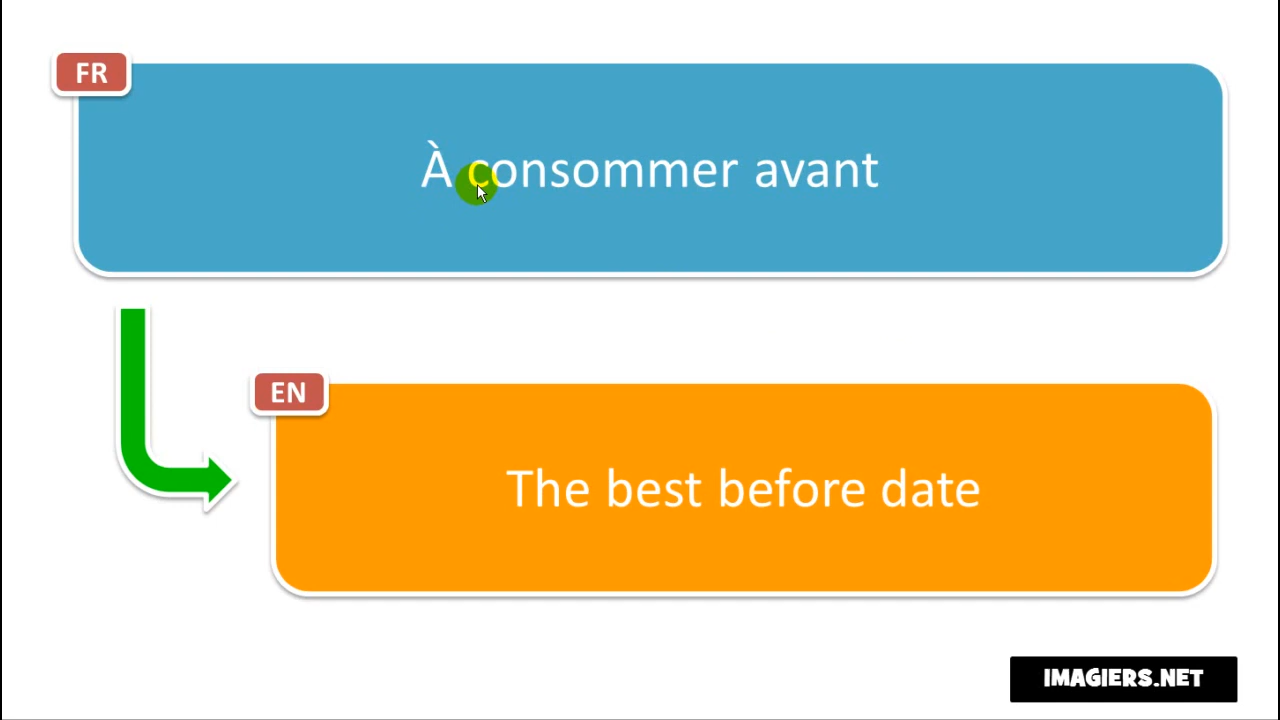 FR
À consommer avant
EN
The best before date
IMAGIERS.NET